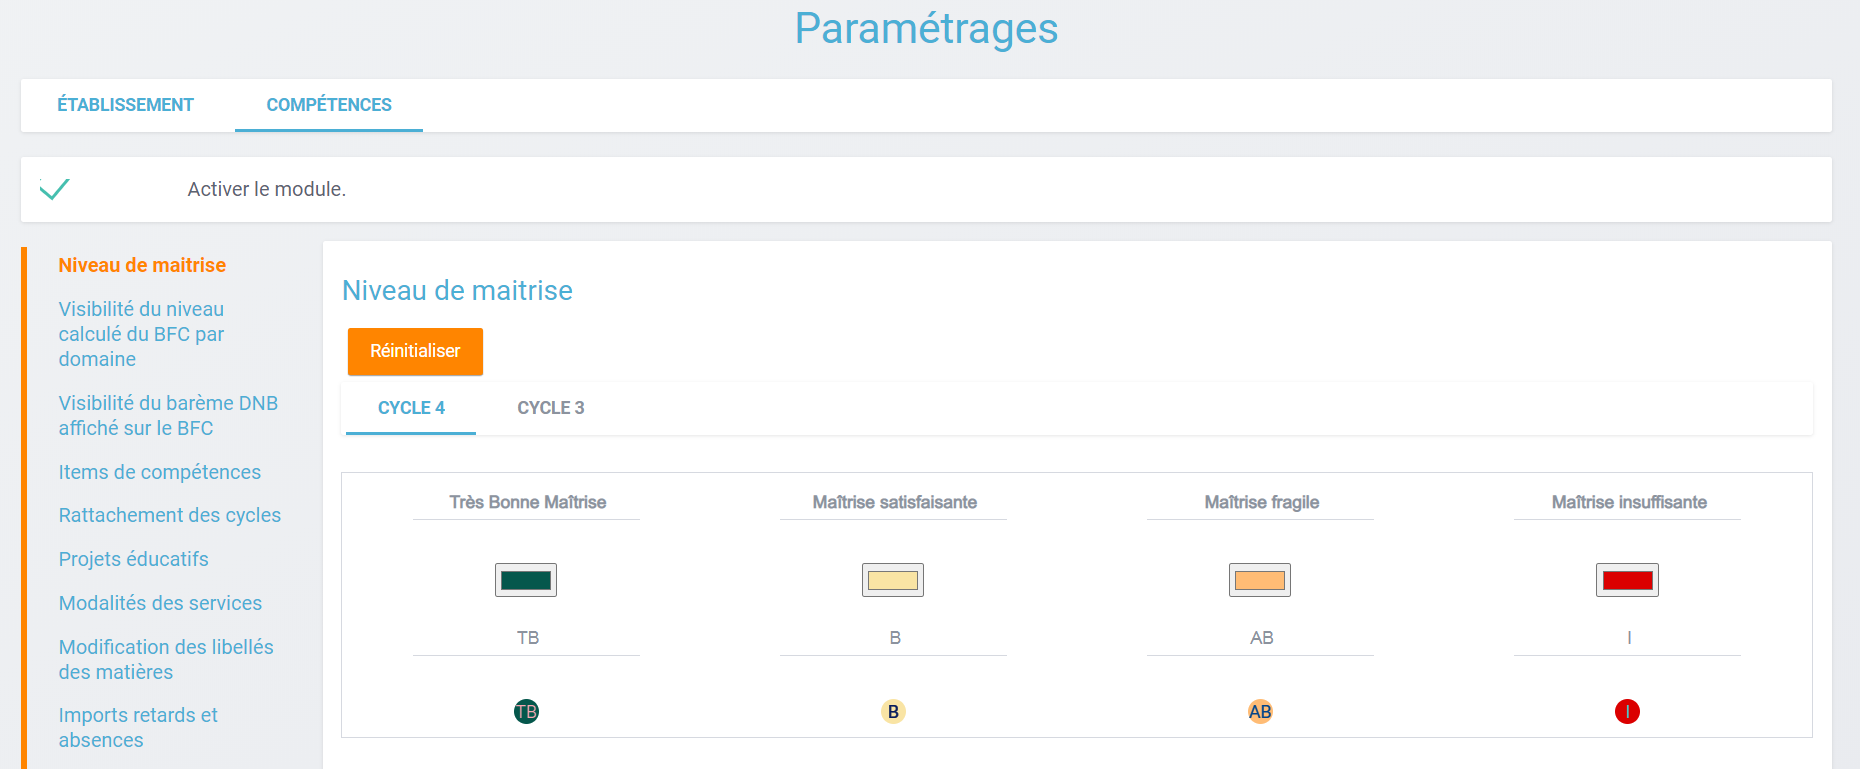 Paramétrages
ÉTABLISSEMENT COMPÉTENCES
Activer le module.
Niveau de maitrise
Visibilité du niveau
calculé du BFC par
domaine
Visibilité du barème DNB
affiché sur le BFC
Items de compétences
Rattachement des cycles
Projets éducatifs
Modalités des services
Modification des libellés
des matières
Imports retards et
absences
Niveau de maitrise
Réinitialiser
CYCLE 4 CYCLE 3
Très Bonne Maîtrise Maîtrise satisfaisante Maîtrise fragile Maîtrise insuffisante
TB B AB I
TB B AB I